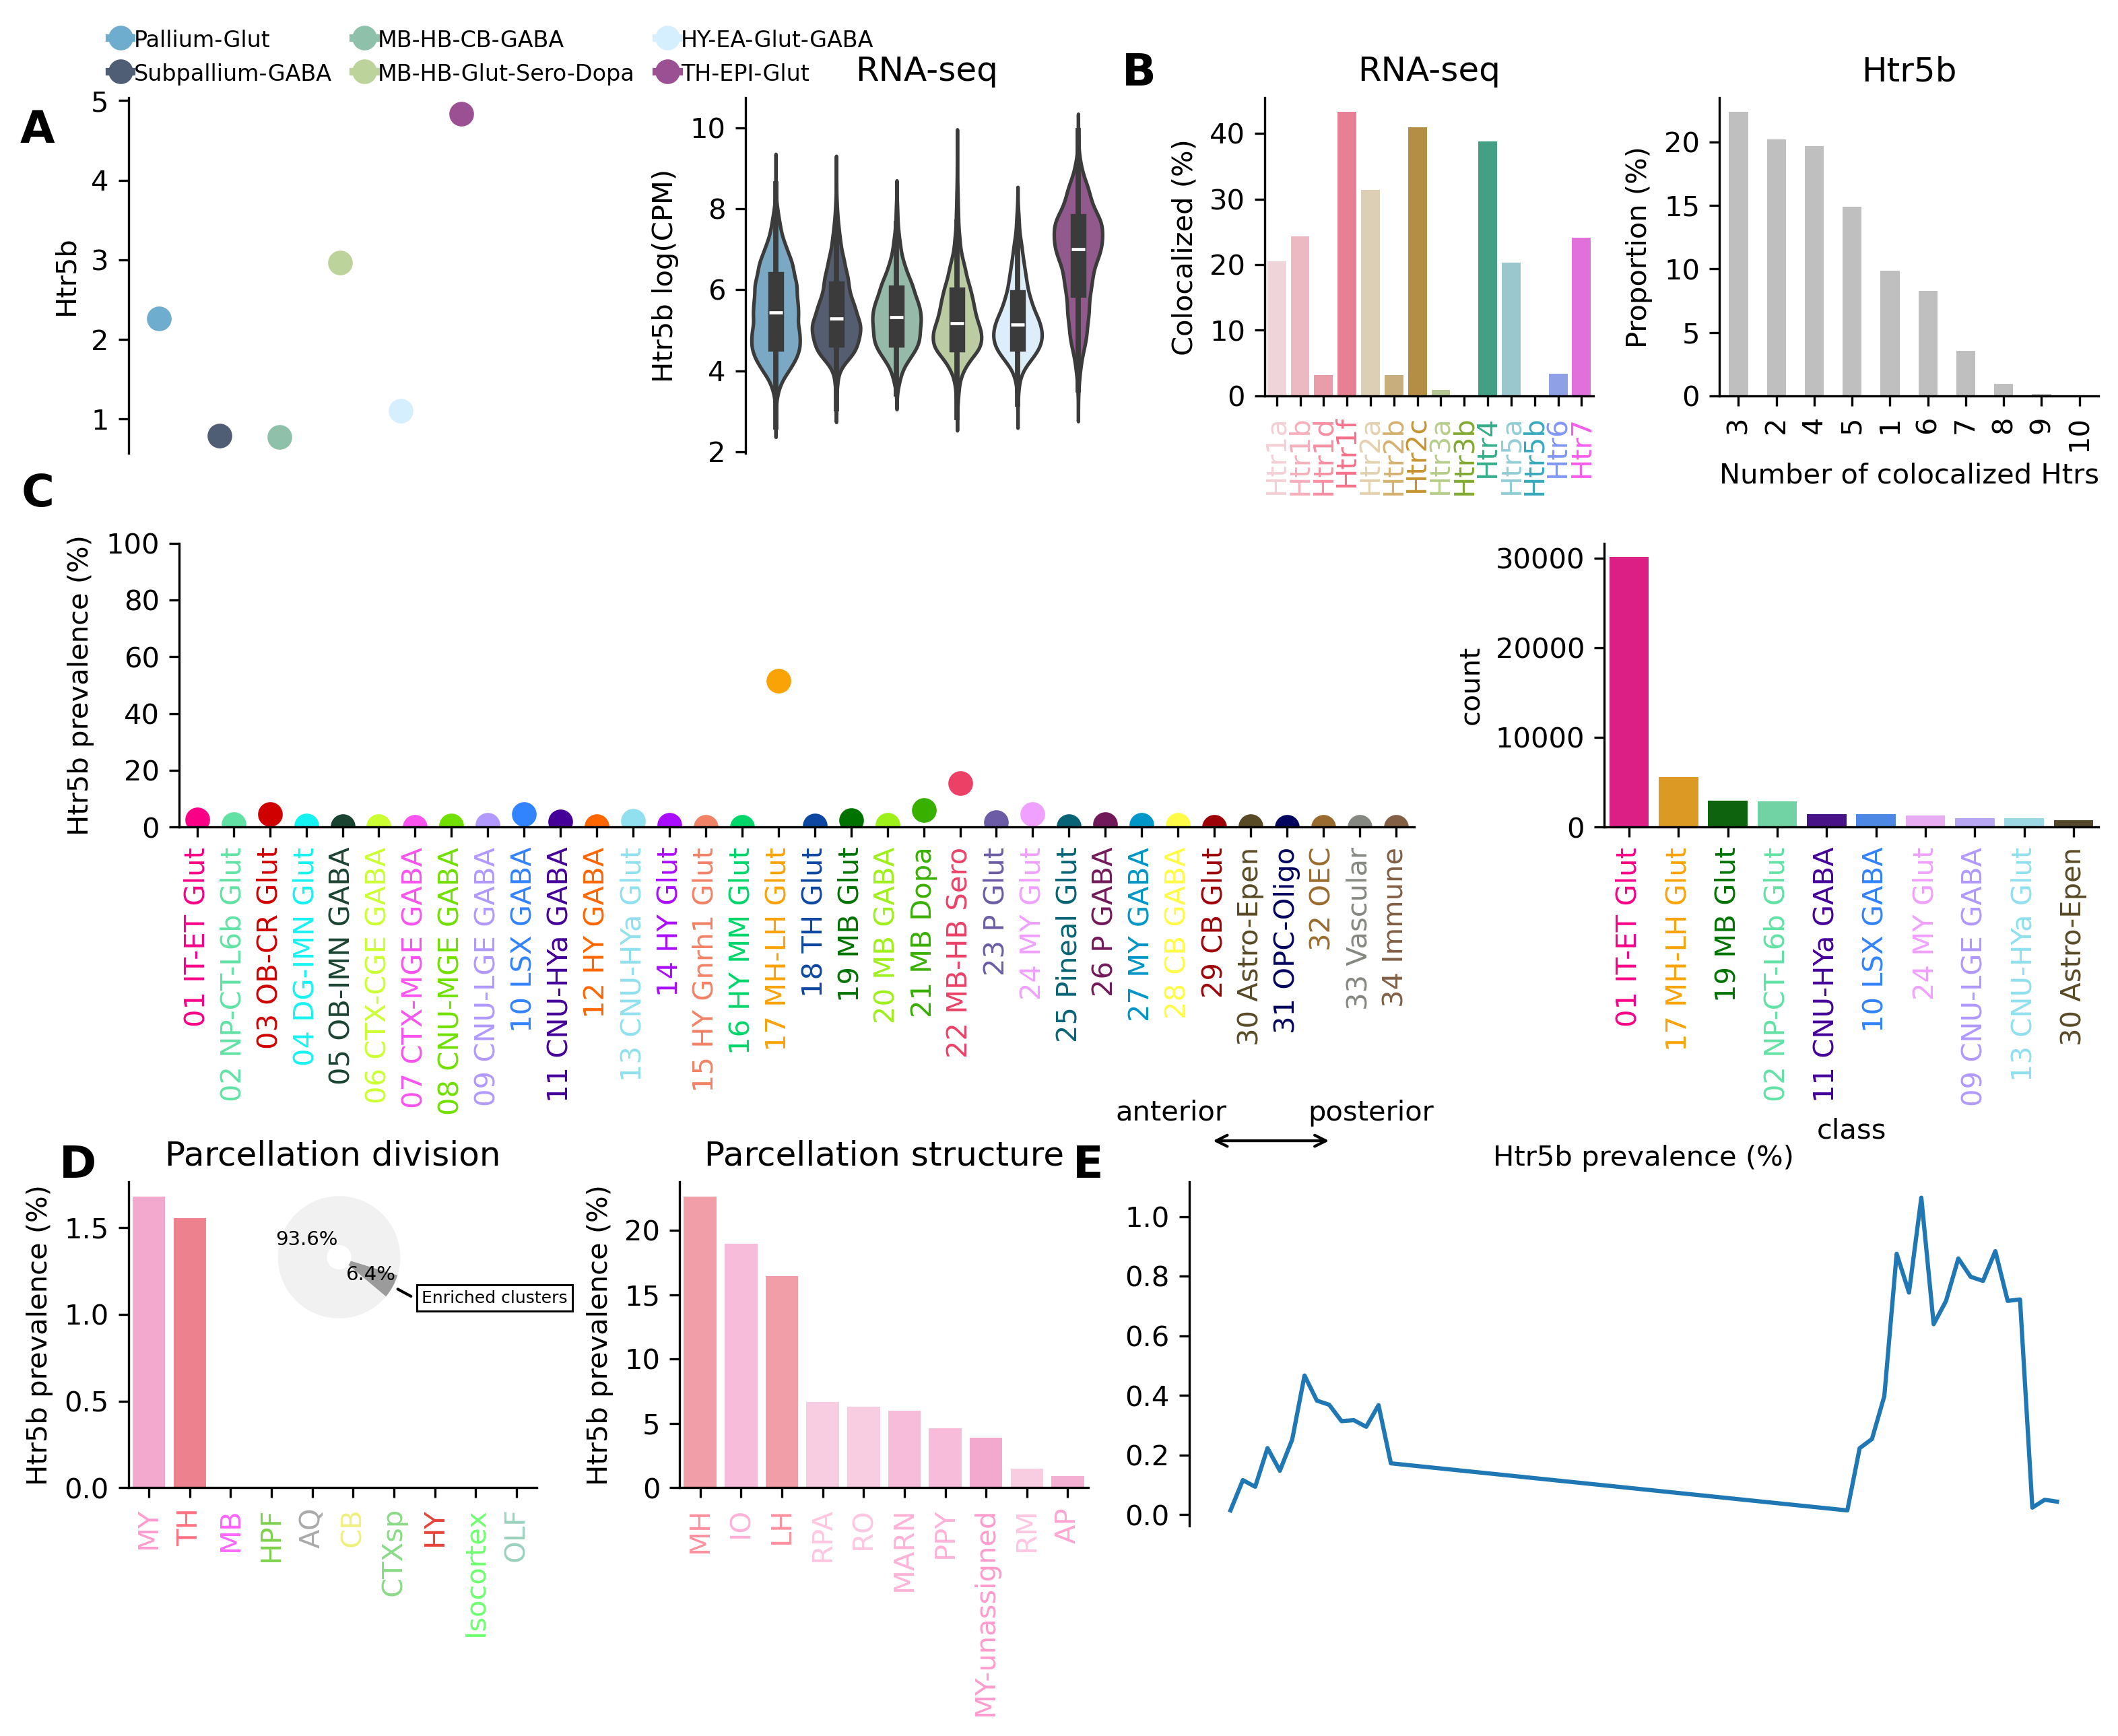 Pallium-Glut
MB-HB-CB-GABA
HY-EA-Glut-GABA
Subpallium-GABA
MB-HB-Glut-Sero-Dopa
TH-EPI-Glut
A
Htr5b
5
4
3
2
1
RNA-seq
Htr5b log(CPM)
10
8
6
4
2
B
RNA-seq
Colocalized (%)
40
30
20
10
0
Htr1a
Htr1b
Htr1d
Htr1f
Htr2a
Htr2b
Htr2c
Htr3a
Htr3b
Htr4
Htr5a
Htr5b
Htr6
Htr7
Htr5b
Proportion (%)
20
15
10
5
0
3
2
4
5
1
6
7
8
9
10
Number of colocalized Htrs
C
Htr5b prevalence (%)
100
80
60
40
20
0
01 IT-ET Glut
02 NP-CT-L6b Glut
03 OB-CR Glut
04 DG-IMN Glut
05 OB-IMN GABA
06 CTX-CGE GABA
07 CTX-MGE GABA
08 CNU-MGE GABA
09 CNU-LGE GABA
10 LSX GABA
11 CNU-HYa GABA
12 HY GABA
13 CNU-HYa Glut
14 HY Glut
15 HY Gnrh1 Glut
16 HY MM Glut
17 MH-LH Glut
18 TH Glut
19 MB Glut
20 MB GABA
21 MB Dopa
22 MB-HB Sero
23 P Glut
24 MY Glut
25 Pineal Glut
26 P GABA
27 MY GABA
28 CB GABA
29 CB Glut
30 Astro-Epen
31 OPC-Oligo
32 OEC
33 Vascular
34 Immune
count
30000
20000
10000
0
01 IT-ET Glut
17 MH-LH Glut
19 MB Glut
02 NP-CT-L6b Glut
11 CNU-HYa GABA
10 LSX GABA
24 MY Glut
09 CNU-LGE GABA
13 CNU-HYa Glut
30 Astro-Epen
class
D
Parcellation division
Htr5b prevalence (%)
1.5
1.0
0.5
0.0
93.6%
6.4%
Enriched clusters
MY
TH
MB
HPF
AQ
CB
CTXsp
HY
Isocortex
OLF
Parcellation structure
Htr5b prevalence (%)
20
15
10
5
0
MH
IO
LH
RPA
RO
MARN
PPY
MY-unassigned
RM
AP
E
anterior
posterior
Htr5b prevalence (%)
1.0
0.8
0.6
0.4
0.2
0.0